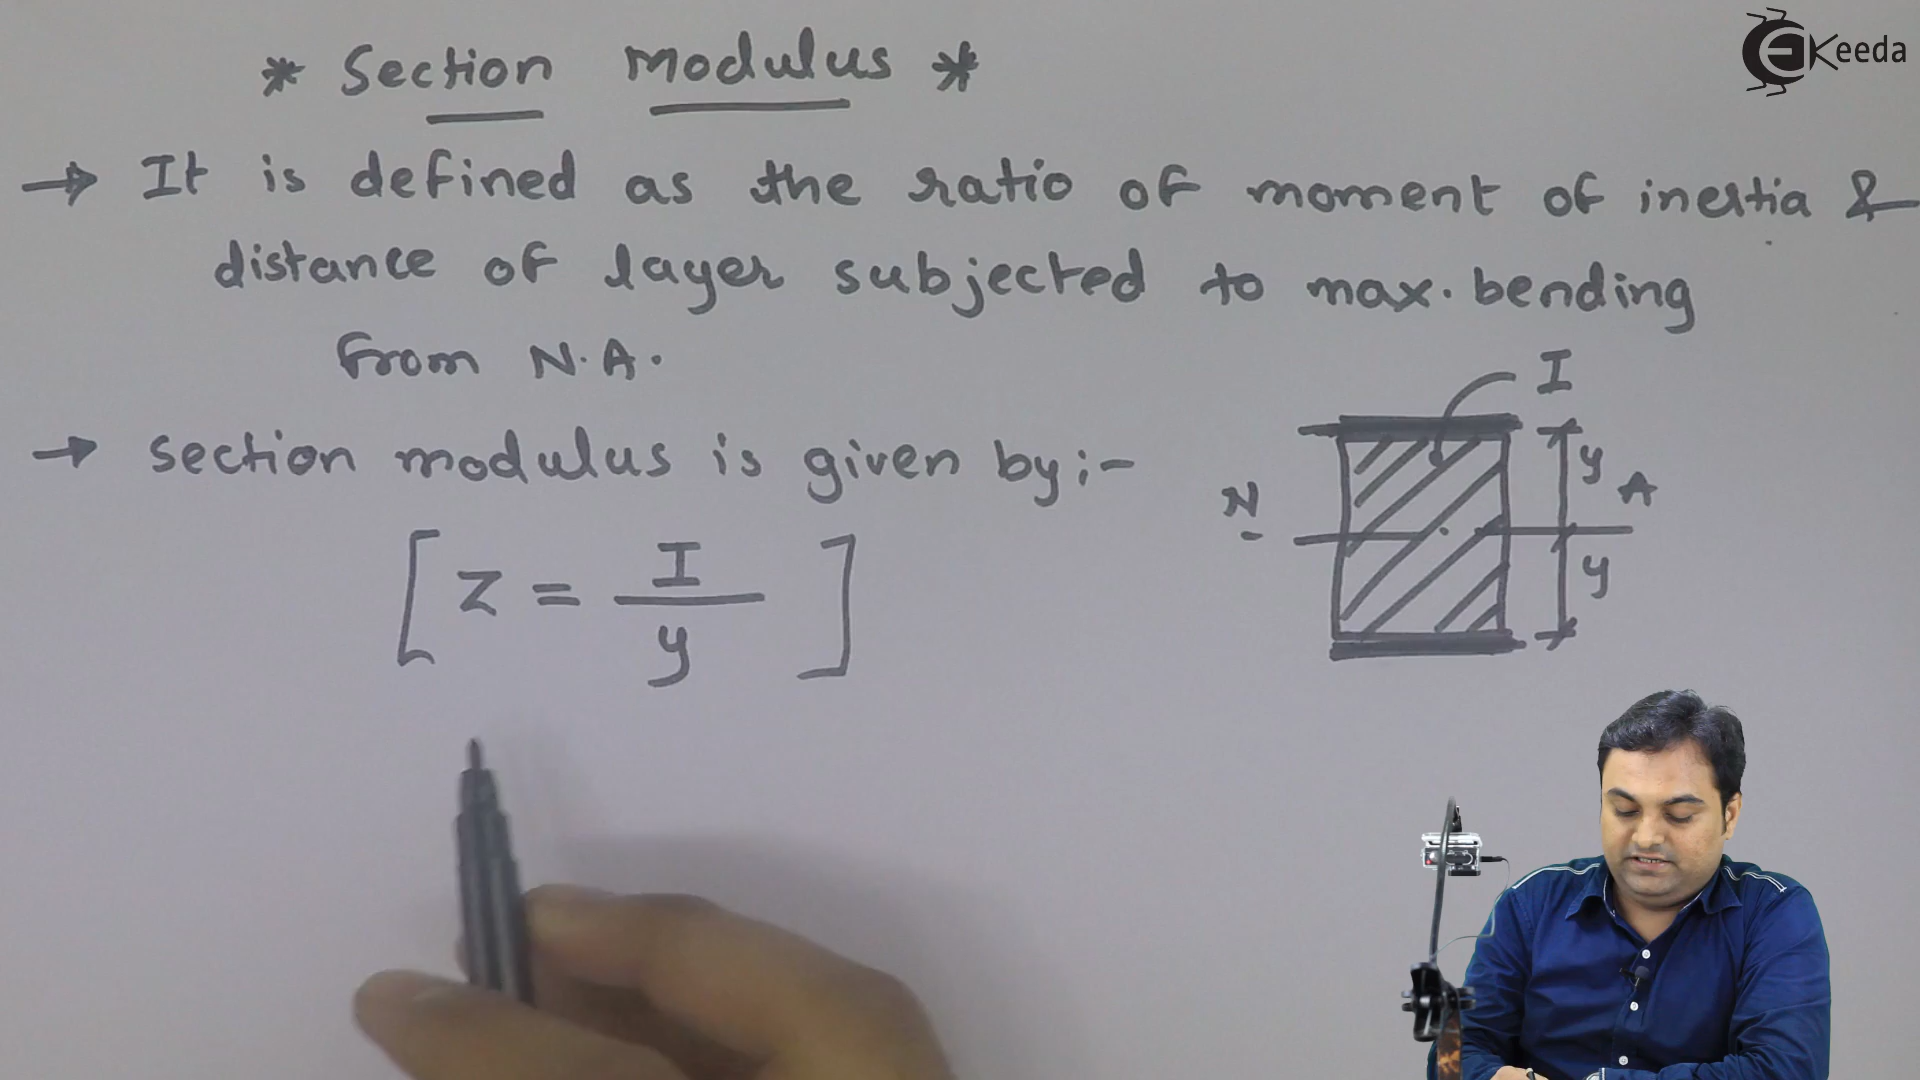 * Section Modulus *
→ It is defined as the ratio of moment of inertia &
distance of layer subjected to max. bending
from N.A.
→ section modulus is given by:-
[Z = I / y]
I
y
N A
y
EKeeda